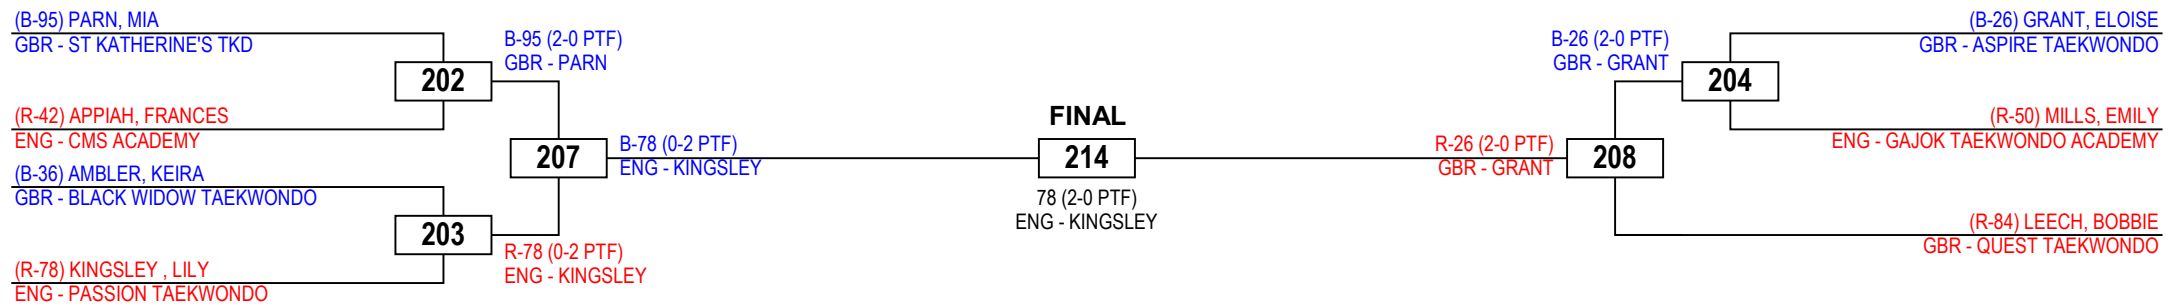 (B-95) PARN, MIA
GBR - ST KATHERINE'S TKD
(R-42) APPIAH, FRANCES
ENG - CMS ACADEMY
(B-36) AMBLER, KEIRA
GBR - BLACK WIDOW TAEKWONDO
(R-78) KINGSLEY , LILY
ENG - PASSION TAEKWONDO
202
203
B-95 (2-0 PTF)
GBR - PARN
R-78 (0-2 PTF)
ENG - KINGSLEY
207
B-78 (0-2 PTF)
ENG - KINGSLEY
FINAL
214
78 (2-0 PTF)
ENG - KINGSLEY
R-26 (2-0 PTF)
GBR - GRANT
208
B-26 (2-0 PTF)
GBR - GRANT
204
(B-26) GRANT, ELOISE
GBR - ASPIRE TAEKWONDO
(R-50) MILLS, EMILY
ENG - GAJOK TAEKWONDO ACADEMY
(R-84) LEECH, BOBBIE
GBR - QUEST TAEKWONDO